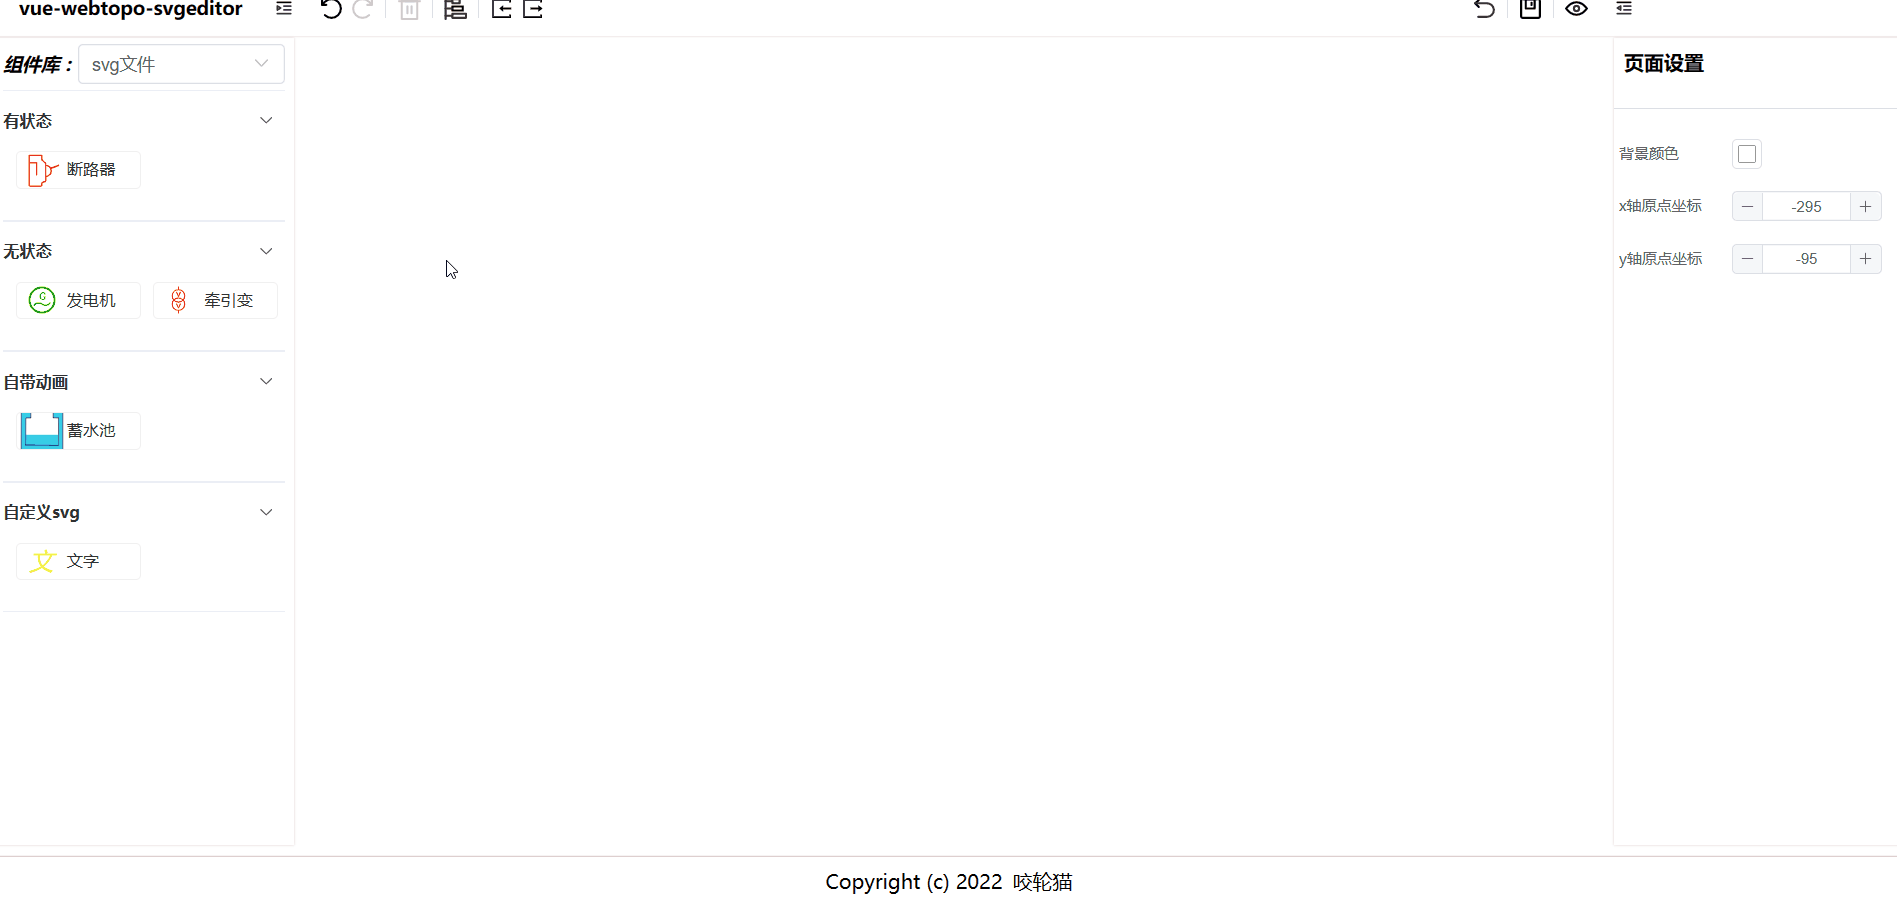 vue-webtopo-svgeditor
组件库：
svg文件
有状态
断路器
无状态
发电机
牵引变
自带动画
蓄水池
自定义svg
文 文字
页面设置
背景颜色
x轴原点坐标
-295
y轴原点坐标
-95
Copyright (c) 2022 咬轮猫